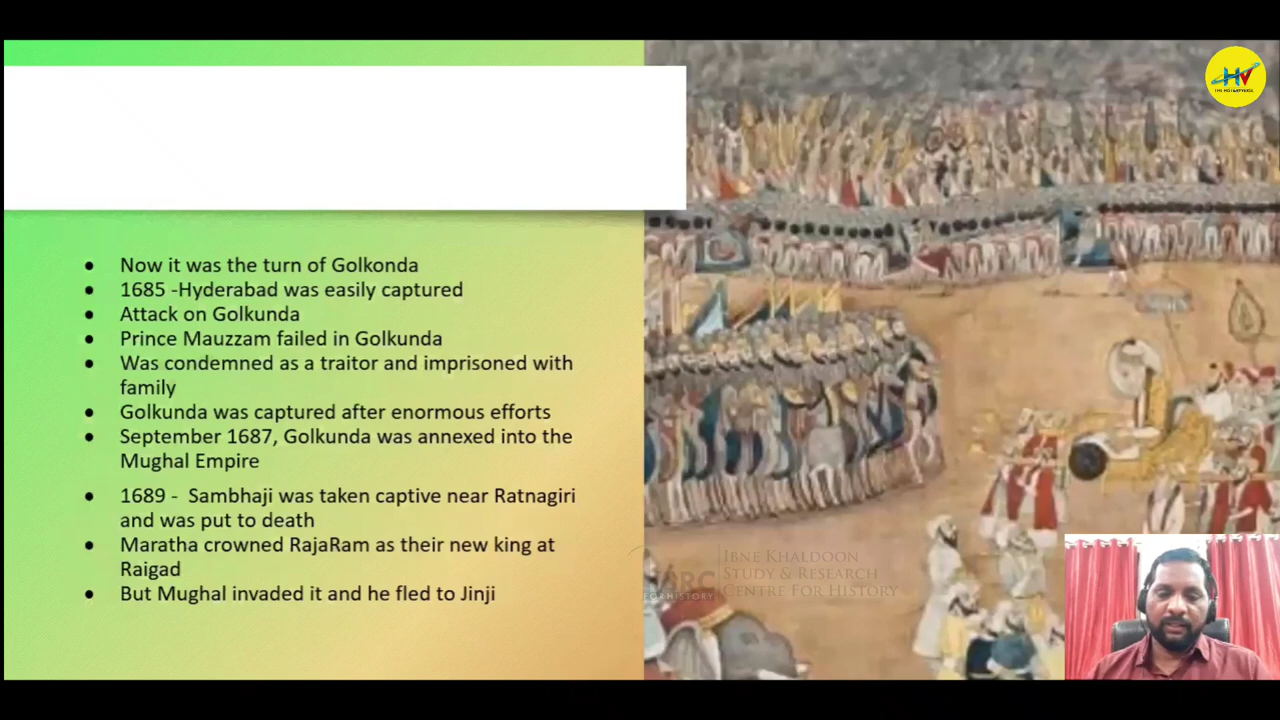 HV
THE HISTORYVERSE
• Now it was the turn of Golkonda
• 1685 -Hyderabad was easily captured
• Attack on Golkunda
• Prince Mauzzam failed in Golkunda
• Was condemned as a traitor and imprisoned with
family
• Golkunda was captured after enormous efforts
• September 1687, Golkunda was annexed into the
Mughal Empire
• 1689 - Sambhaji was taken captive near Ratnagiri
and was put to death
• Maratha crowned RajaRam as their new king at
Raigad
• But Mughal invaded it and he fled to Jinji
IBNE KHALDOON
STUDY & RESEARCH
CENTRE FOR HISTORY
FORHISTORY